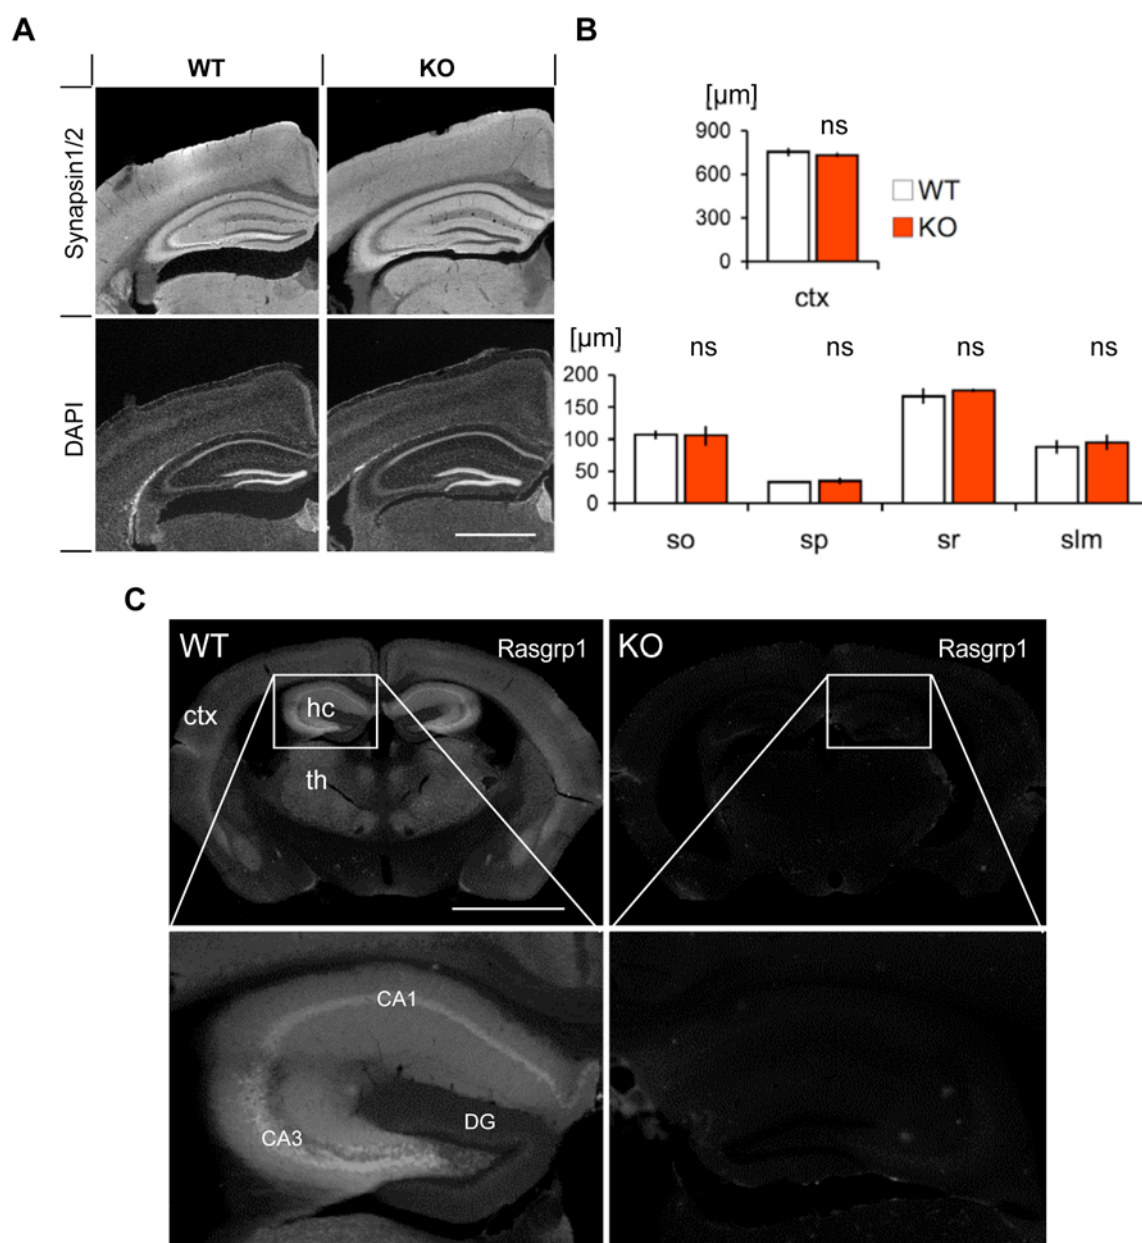 A
WT
KO
Synapsin1/2
DAPI
B
[µm]
900
600
300
0
ns
ctx
WT
KO
[µm]
200
150
100
50
0
ns
ns
ns
ns
so
sp
sr
slm
C
WT
Rasgrp1
ctx
hc
th
KO
Rasgrp1
CA1
CA3
DG